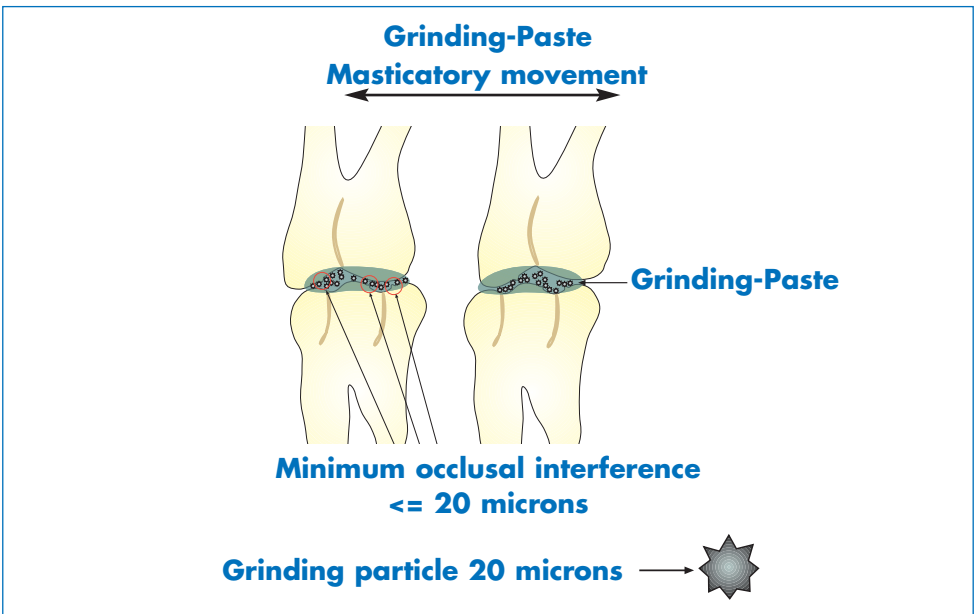 Grinding-Paste
Masticatory movement
Grinding-Paste
Minimum occlusal interference
<= 20 microns
Grinding particle 20 microns